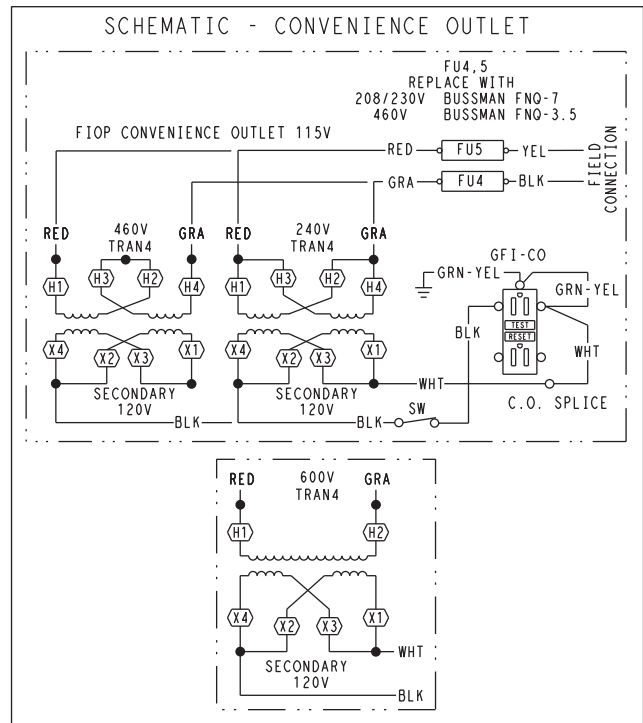 SCHEMATIC - CONVENIENCE OUTLET
FU4,5
REPLACE WITH
208/230V BUSSMAN FNQ-7
460V BUSSMAN FNQ-3.5
FIOP CONVENIENCE OUTLET 115V
RED FU5 YEL
GRA FU4 BLK
FIELD
CONNECTION
RED 460V GRA RED 240V GRA
TRAN4 TRAN4
H1 H3 H2 H4 H1 H3 H2 H4
GFI-CO
GRN-YEL
GRN-YEL
BLK
TEST
RESET
WHT
X4 X2 X3 X1 X4 X2 X3 X1
WHT
SECONDARY SECONDARY
120V 120V
C.O. SPLICE
BLK BLK SW
RED 600V GRA
TRAN4
H1 H2
X4 X2 X3 X1
WHT
SECONDARY
120V
BLK